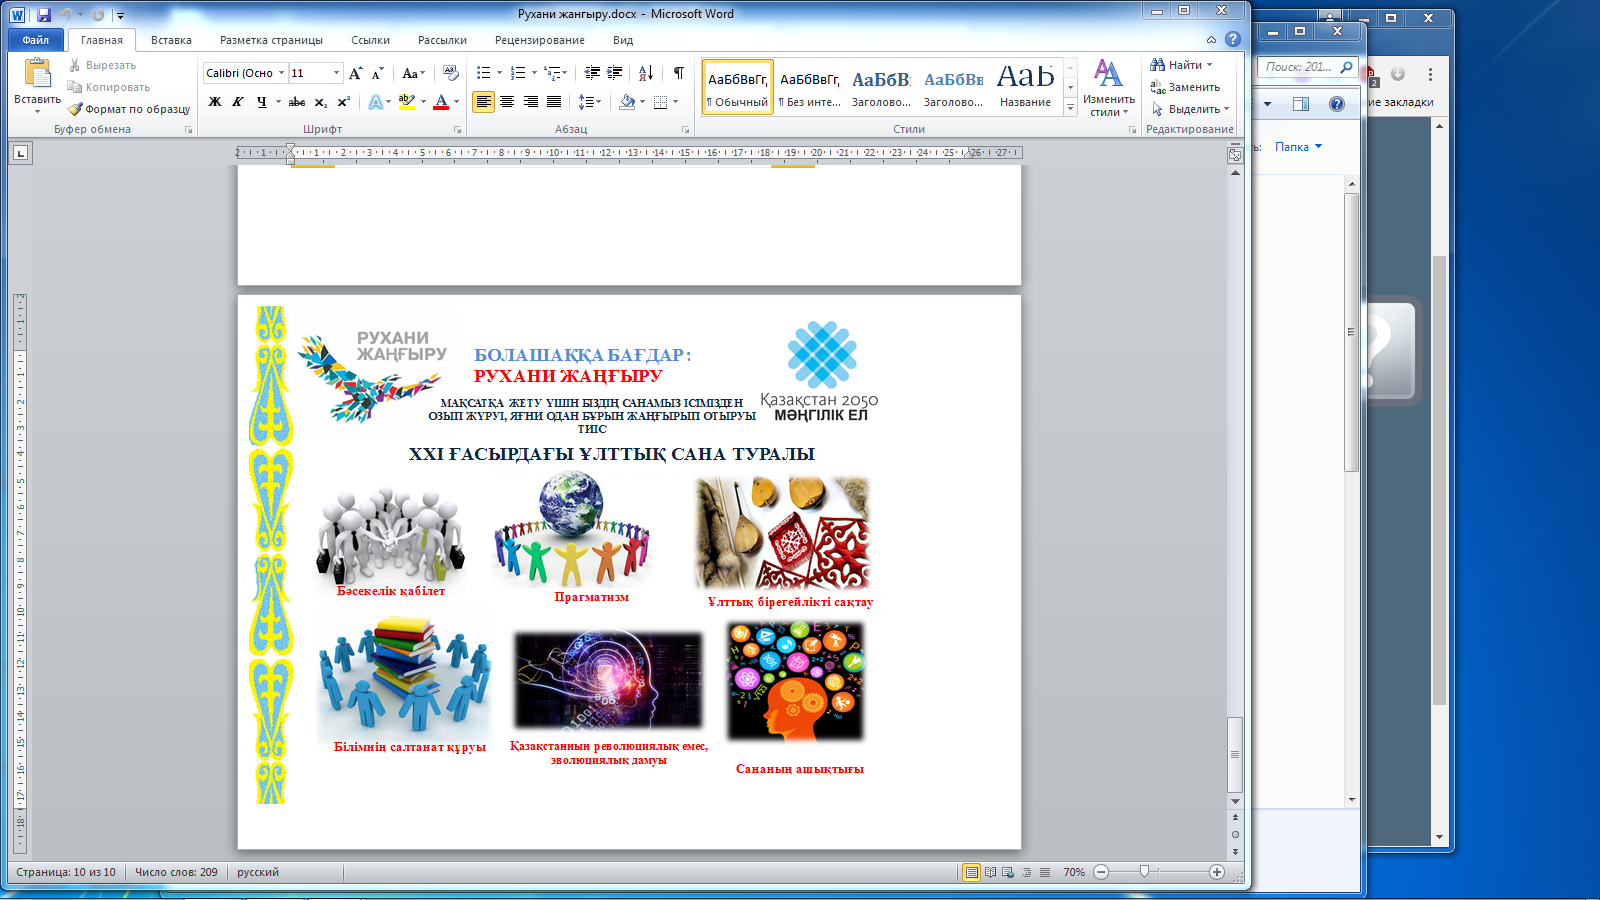 Рухани жангыру.docx - Microsoft Word
Файл
Главная
Вставка
Разметка страницы
Ссылки
Рассылки
Рецензирование
Вид
Вставить
Вырезать
Копировать
Формат по образцу
Буфер обмена
Calibri (Осно
11
Шрифт
Абзац
АаБбВвГг,
АаБбВвГг,
АаБбВ
АаБбВв
АаБ
¶ Обычный
¶ Без инте...
Заголово...
Заголово...
Название
Стили
Изменить
стили
Найти
Заменить
Выделить
Редактирование
Поиск: 201...
ие закладки
Папка
РУХАНИ
ЖАҢҒЫРУ
БОЛАШАҚҚА БАҒДАР:
РУХАНИ ЖАҢҒЫРУ
МАҚСАТҚА ЖЕТУ ҮШІН БІЗДІҢ САНАМЫЗ ІСІМІЗДЕН
ОЗЫП ЖҮРУІ, ЯҒНИ ОДАН БҰРЫН ЖАҢҒЫРЫП ОТЫРУЫ
ТИІС
Қазақстан 2050
МӘҢГІЛІК ЕЛ
XXI ҒАСЫРДАҒЫ ҰЛТТЫҚ САНА ТУРАЛЫ
Бәсекелік қабілет
Прагматизм
Ұлттық бірегейлікті сақтау
Білімнің салтанат құруы
Қазақстанның революциялық емес,
эволюциялық дамуы
Сананың ашықтығы
Страница: 10 из 10
Число слов: 209
русский
70%